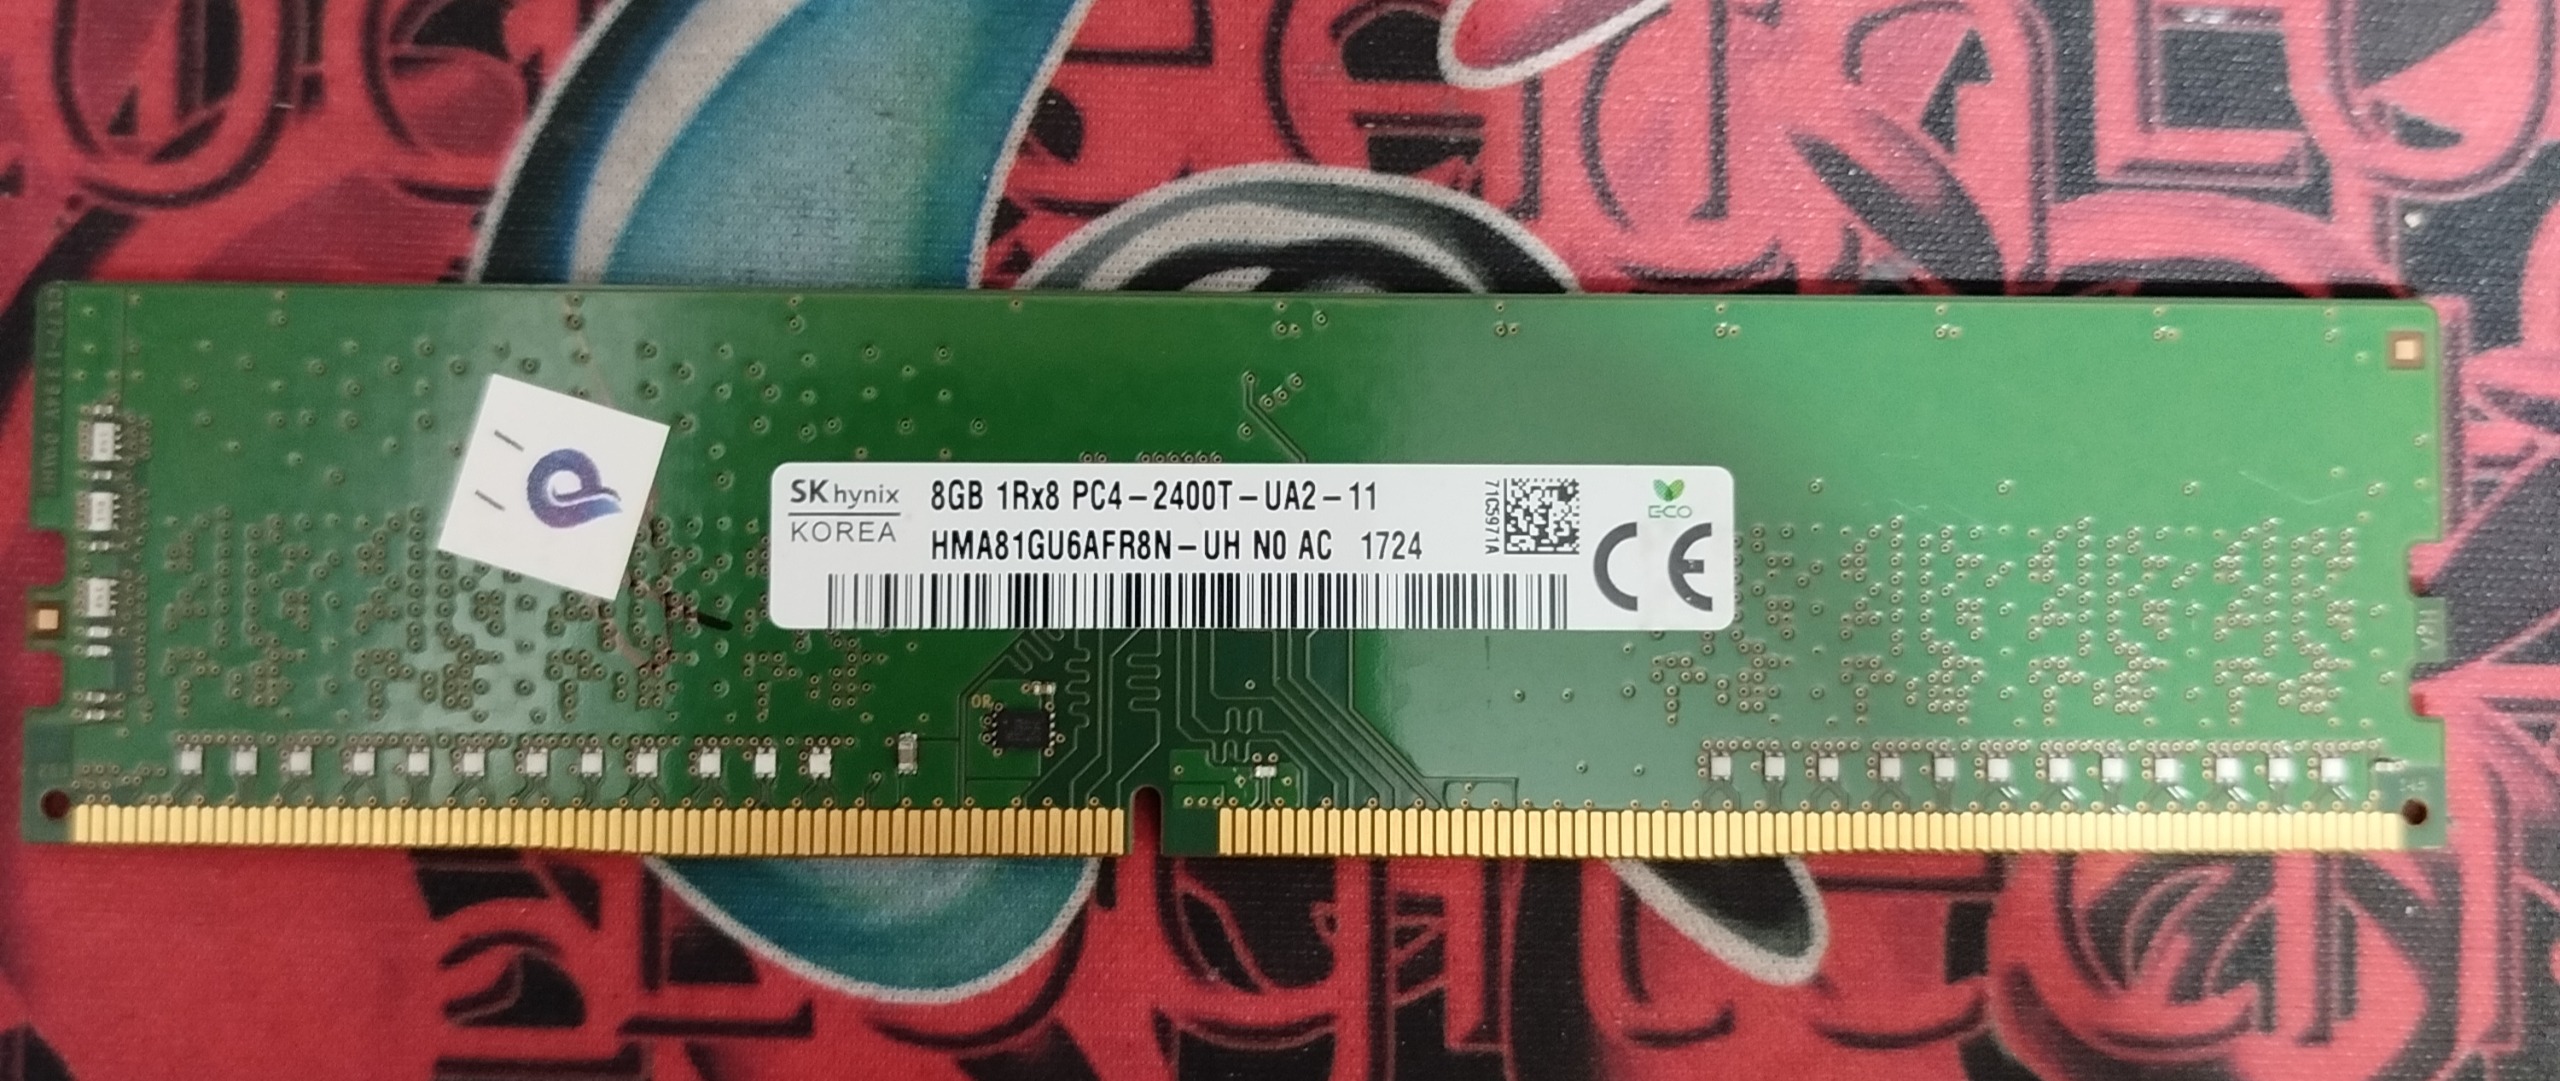 SK hynix
KOREA
8GB 1Rx8 PC4-2400T-UA2-11
HMA81GU6AFR8N-UH N0 AC 1724
71C5971A
ECO
CE